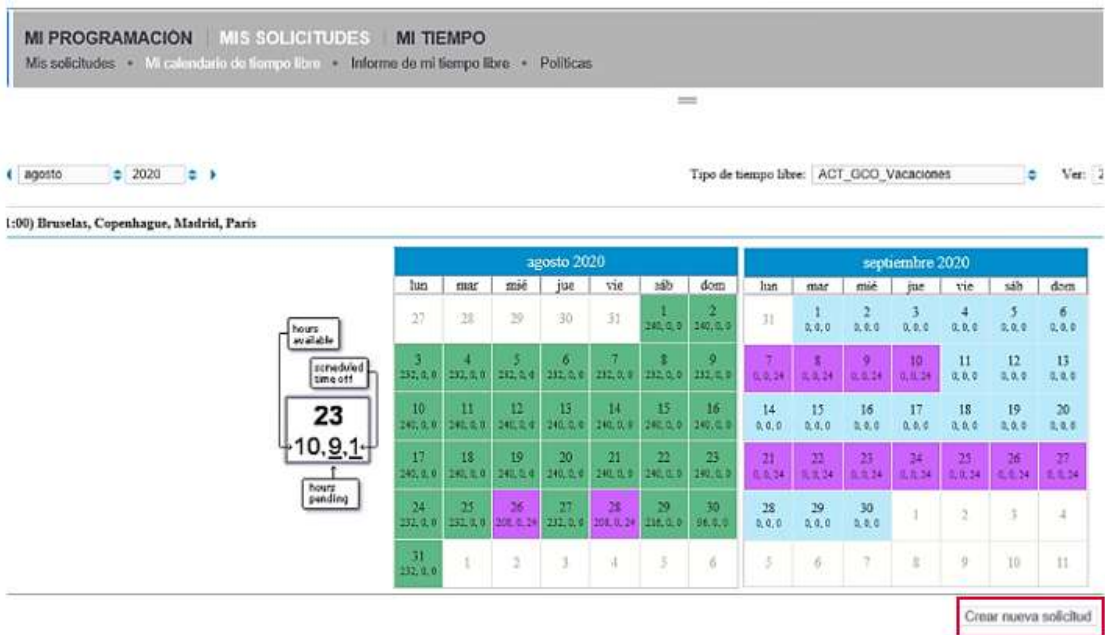 MI PROGRAMACIÓN | MIS SOLICITUDES | MI TIEMPO
Mis solicitudes • Mi calendario de tiempo libre • Informe de mi tiempo libre • Políticas
agosto 2020 Tipo de tiempo libre: ACT_GCO_Vacaciones Ver: 2
1:00) Bruselas, Copenhague, Madrid, París
agosto 2020 septiembre 2020
lun mar mié jue vie sáb dom lun mar mié jue vie sáb dom
27 28 29 30 31 1 2 31 1 2 3 4 5 6
240, 0, 0 240, 0, 0 0, 0, 0 0, 0, 0 0, 0, 0 0, 0, 0 0, 0, 0 0, 0, 0
hours available
scheduled time off
23
10,9,1
hours pending
3 4 5 6 7 8 9 7 8 9 10 11 12 13
232, 0, 0 232, 0, 0 232, 0, 0 232, 0, 0 232, 0, 0 232, 0, 0 232, 0, 0 0, 0, 24 0, 0, 24 0, 0, 24 0, 0, 24 0, 0, 0 0, 0, 0 0, 0, 0
10 11 12 13 14 15 16 14 15 16 17 18 19 20
240, 0, 0 240, 0, 0 240, 0, 0 240, 0, 0 240, 0, 0 240, 0, 0 240, 0, 0 0, 0, 0 0, 0, 0 0, 0, 0 0, 0, 0 0, 0, 0 0, 0, 0 0, 0, 0
17 18 19 20 21 22 23 21 22 23 24 25 26 27
240, 0, 0 240, 0, 0 240, 0, 0 240, 0, 0 240, 0, 0 240, 0, 0 240, 0, 0 0, 0, 24 0, 0, 24 0, 0, 24 0, 0, 24 0, 0, 24 0, 0, 24 0, 0, 24
24 25 26 27 28 29 30 28 29 30 1 2 3 4
232, 0, 0 232, 0, 0 208, 0, 24 232, 0, 0 208, 0, 24 216, 0, 0 96, 0, 0 0, 0, 0 0, 0, 0 0, 0, 0
31 1 2 3 4 5 6 5 6 7 8 9 10 11
232, 0, 0
Crear nueva solicitud